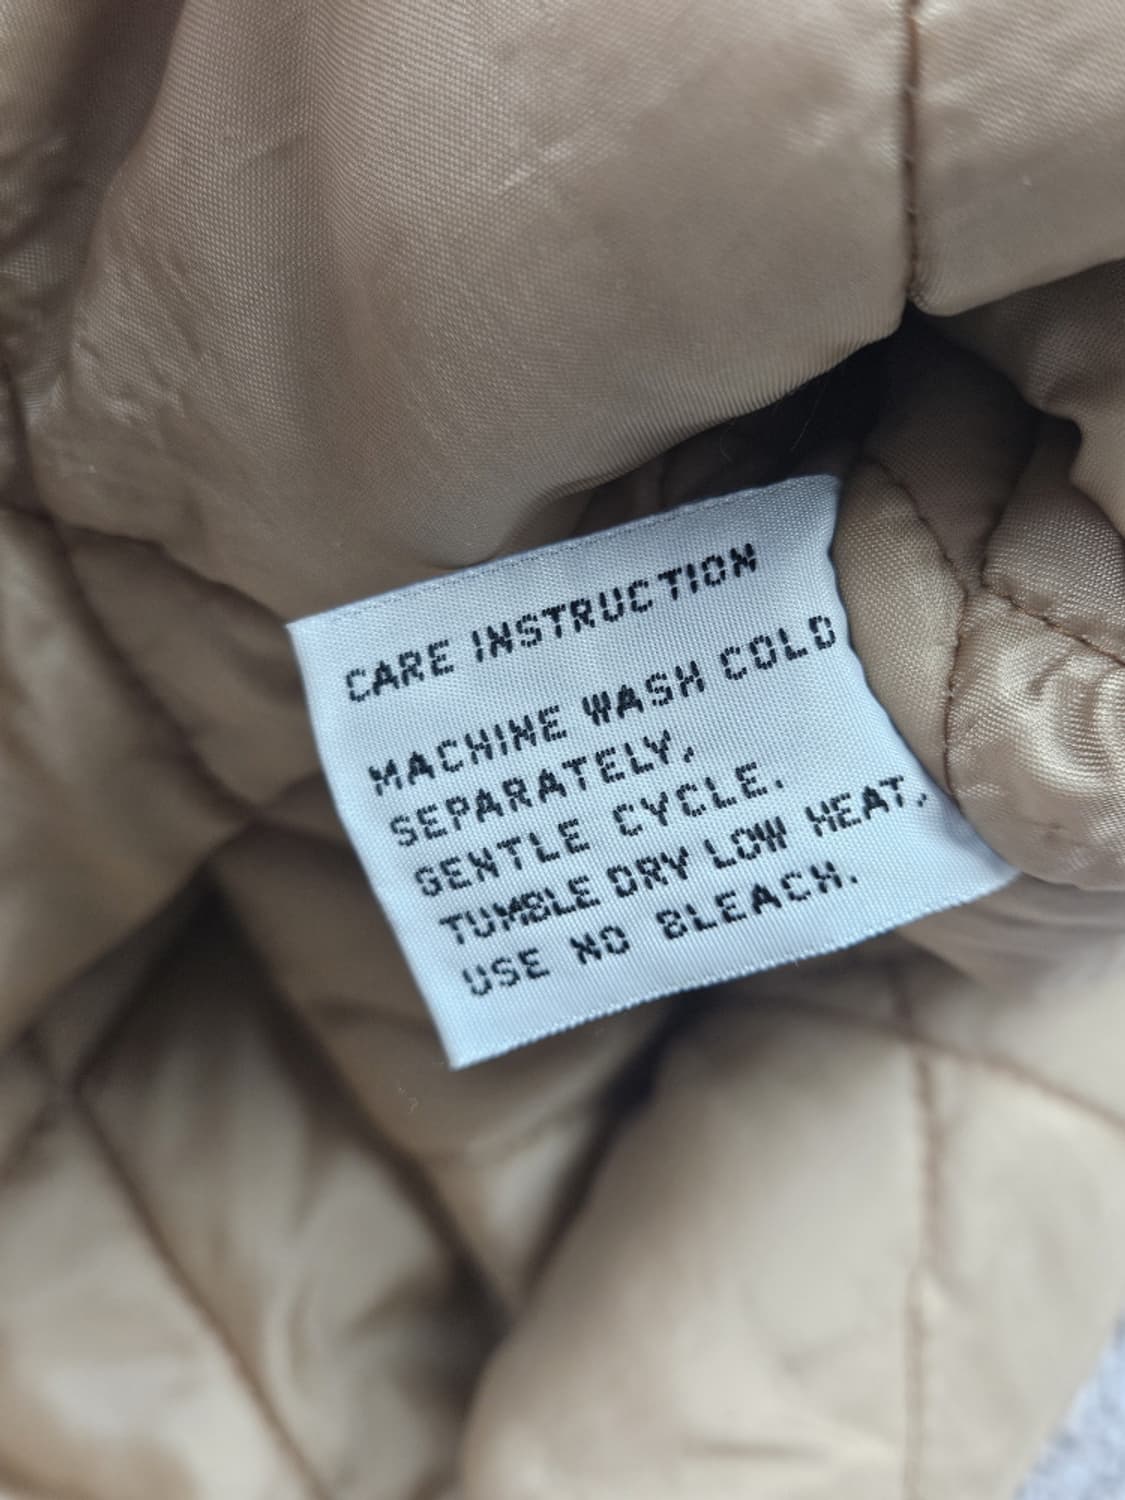 CARE INSTRUCTION
MACHINE WASH COLD
SEPARATELY,
GENTLE CYCLE.
TUMBLE DRY LOW HEAT,
USE NO BLEACH.